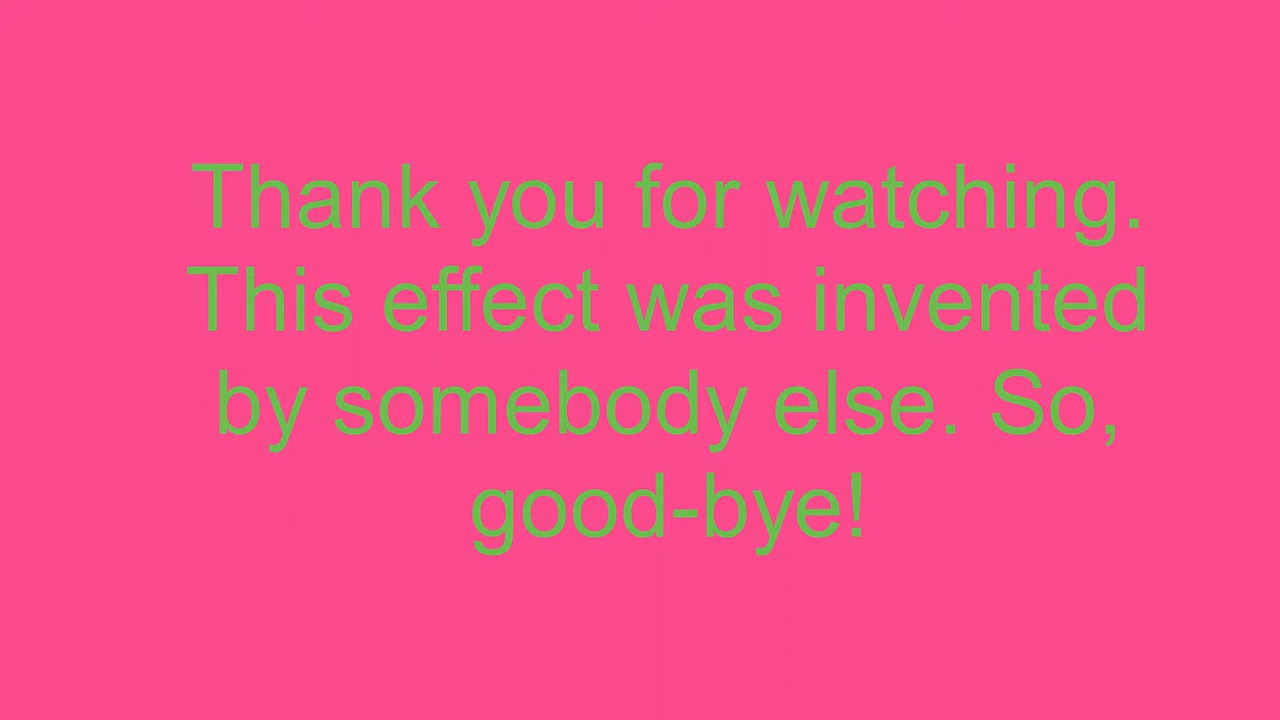 Thank you for watching.
This effect was invented
by somebody else. So,
good-bye!